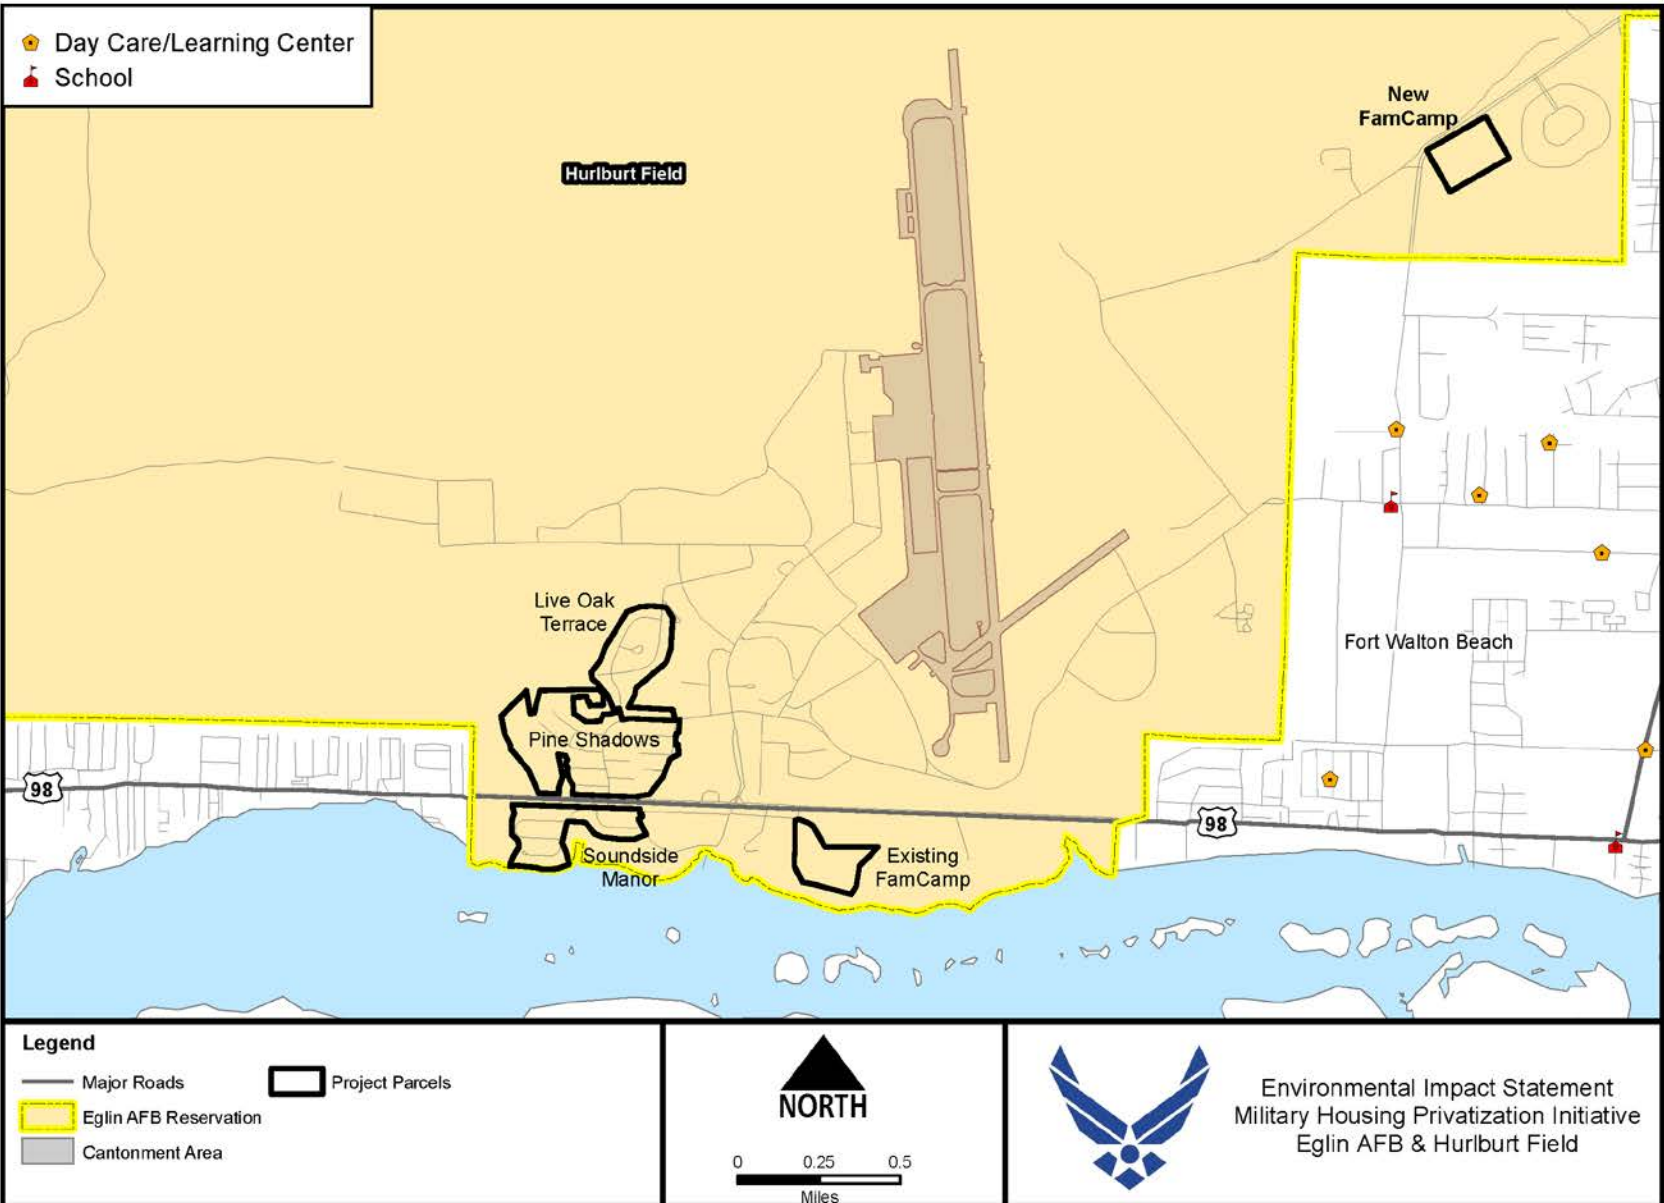 Day Care/Learning Center
School
New
FamCamp
Hurlburt Field
Live Oak
Terrace
Fort Walton Beach
Pine Shadows
98
98
Soundside
Manor
Existing
FamCamp
Legend
Major Roads
Project Parcels
Eglin AFB Reservation
Cantonment Area
NORTH
0 0.25 0.5
Miles
Environmental Impact Statement
Military Housing Privatization Initiative
Eglin AFB & Hurlburt Field